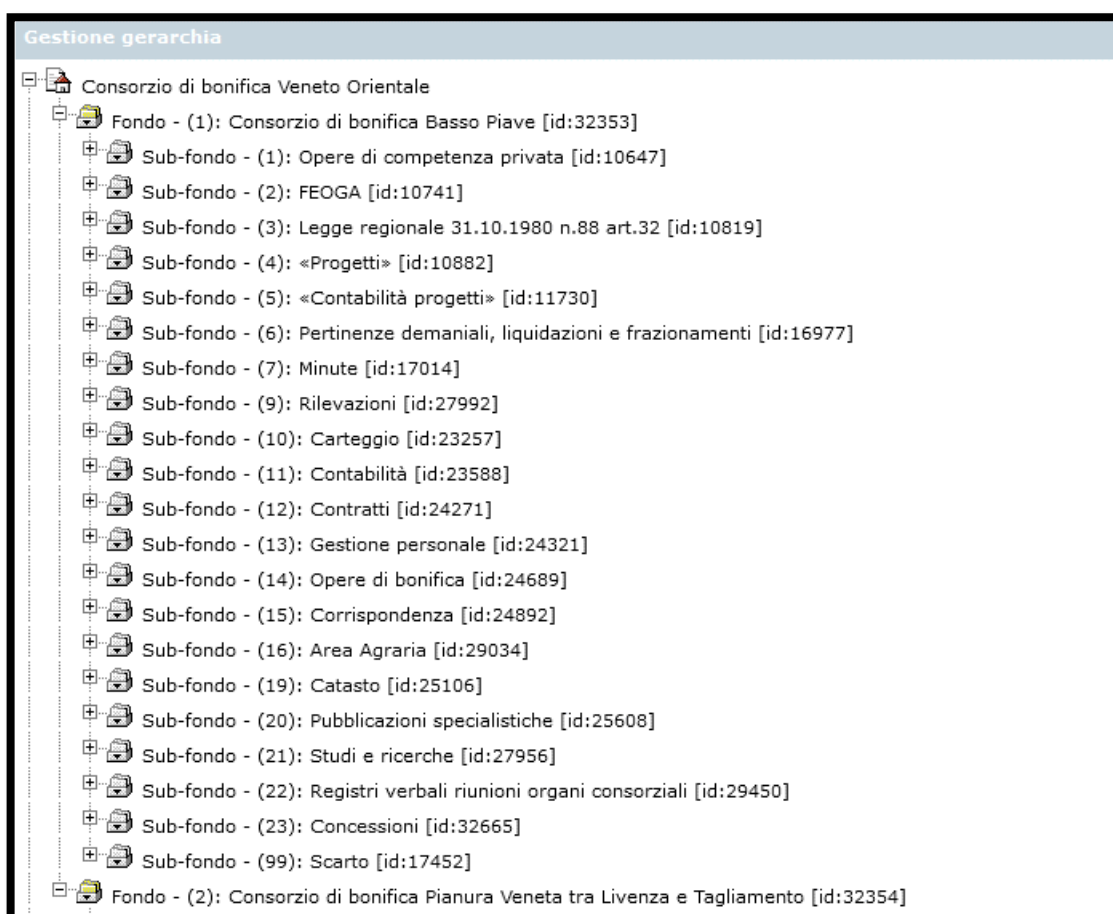 Gestione gerarchia
Consorzio di bonifica Veneto Orientale
Fondo - (1): Consorzio di bonifica Basso Piave [id:32353]
Sub-fondo - (1): Opere di competenza privata [id:10647]
Sub-fondo - (2): FEOGA [id:10741]
Sub-fondo - (3): Legge regionale 31.10.1980 n.88 art.32 [id:10819]
Sub-fondo - (4): «Progetti» [id:10882]
Sub-fondo - (5): «Contabilità progetti» [id:11730]
Sub-fondo - (6): Pertinenze demaniali, liquidazioni e frazionamenti [id:16977]
Sub-fondo - (7): Minute [id:17014]
Sub-fondo - (9): Rilevazioni [id:27992]
Sub-fondo - (10): Carteggio [id:23257]
Sub-fondo - (11): Contabilità [id:23588]
Sub-fondo - (12): Contratti [id:24271]
Sub-fondo - (13): Gestione personale [id:24321]
Sub-fondo - (14): Opere di bonifica [id:24689]
Sub-fondo - (15): Corrispondenza [id:24892]
Sub-fondo - (16): Area Agraria [id:29034]
Sub-fondo - (19): Catasto [id:25106]
Sub-fondo - (20): Pubblicazioni specialistiche [id:25608]
Sub-fondo - (21): Studi e ricerche [id:27956]
Sub-fondo - (22): Registri verbali riunioni organi consorziali [id:29450]
Sub-fondo - (23): Concessioni [id:32665]
Sub-fondo - (99): Scarto [id:17452]
Fondo - (2): Consorzio di bonifica Pianura Veneta tra Livenza e Tagliamento [id:32354]